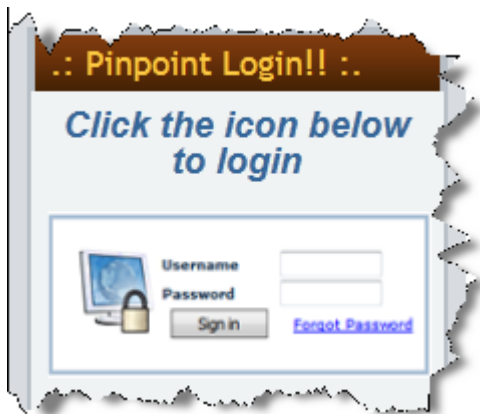 .: Pinpoint Login!! :.
Click the icon below
to login
Username
Password
Sign in Forgot Password